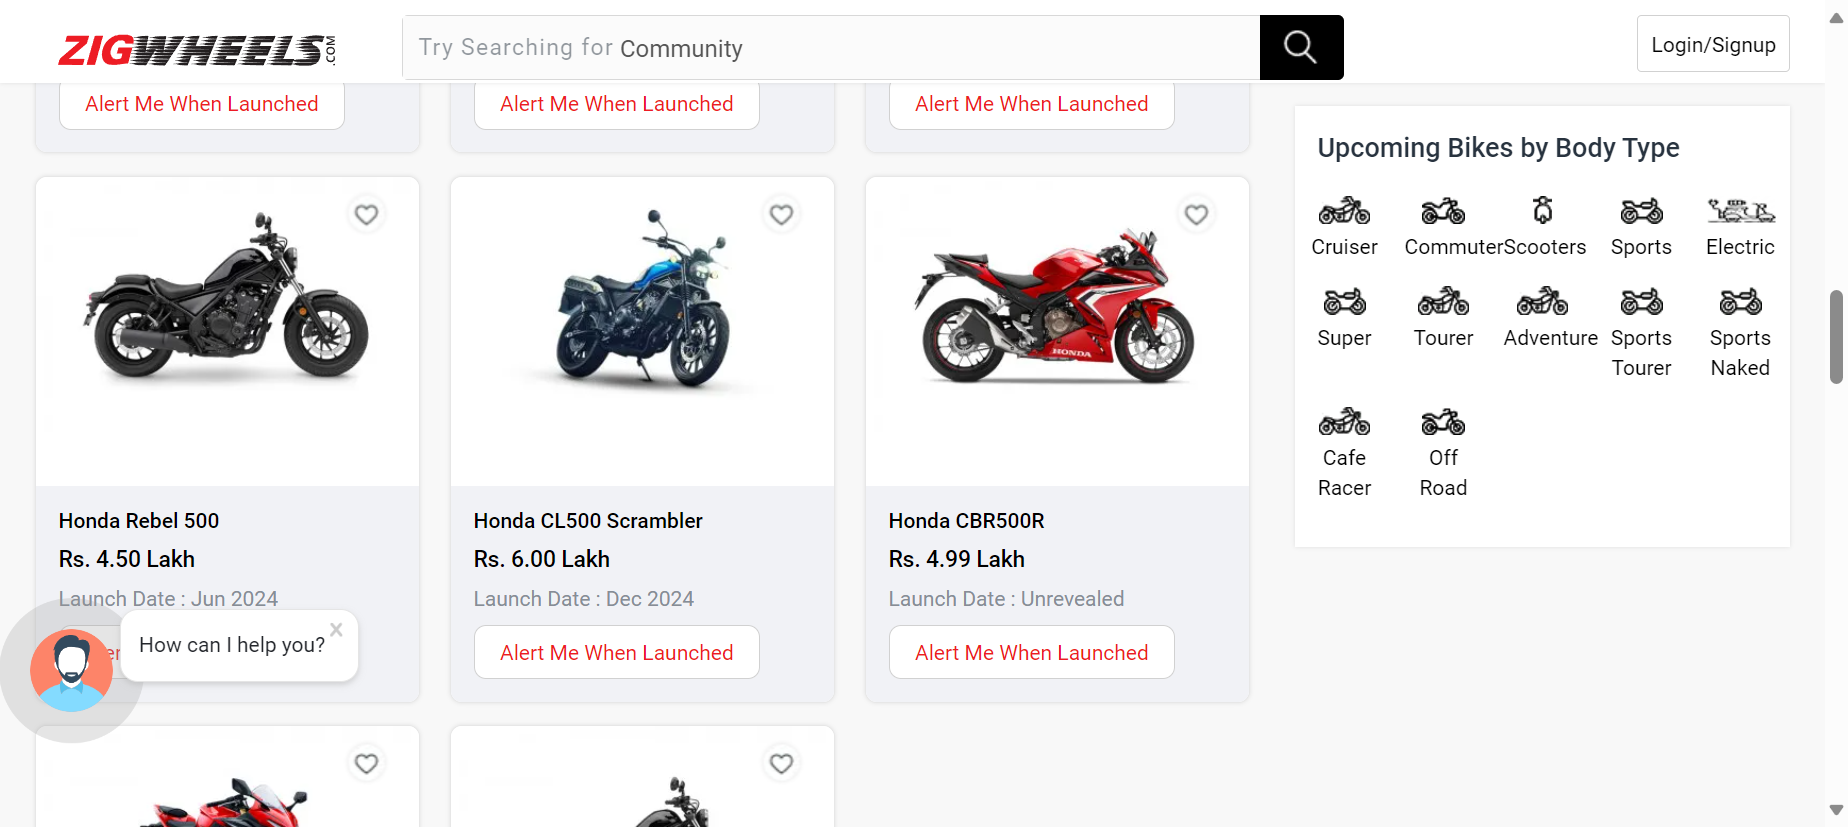 ZIGWHEELS.COM
Try Searching for Community
Login/Signup
Alert Me When Launched
Alert Me When Launched
Alert Me When Launched
Honda Rebel 500
Rs. 4.50 Lakh
Launch Date : Jun 2024
How can I help you?
Honda CL500 Scrambler
Rs. 6.00 Lakh
Launch Date : Dec 2024
Alert Me When Launched
HONDA
Honda CBR500R
Rs. 4.99 Lakh
Launch Date : Unrevealed
Alert Me When Launched
Upcoming Bikes by Body Type
Cruiser
Commuter
Scooters
Sports
Electric
Super
Tourer
Adventure
Sports
Tourer
Sports
Naked
Cafe
Racer
Off
Road